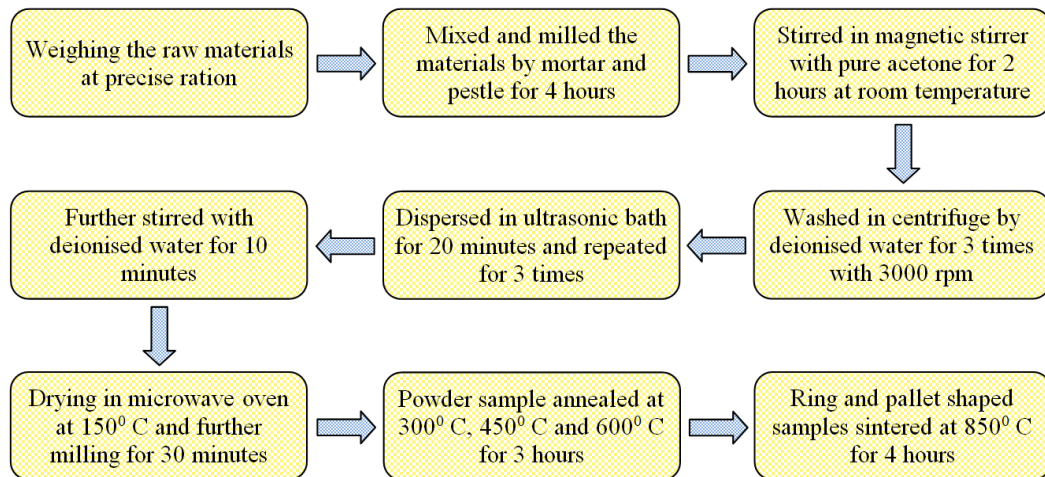 Weighing the raw materials
at precise ration
Mixed and milled the
materials by mortar and
pestle for 4 hours
Stirred in magnetic stirrer
with pure acetone for 2
hours at room temperature
Washed in centrifuge by
deionised water for 3 times
with 3000 rpm
Dispersed in ultrasonic bath
for 20 minutes and repeated
for 3 times
Further stirred with
deionised water for 10
minutes
Drying in microwave oven
at 150⁰ C and further
milling for 30 minutes
Powder sample annealed at
300⁰ C, 450⁰ C and 600⁰ C
for 3 hours
Ring and pallet shaped
samples sintered at 850⁰ C
for 4 hours